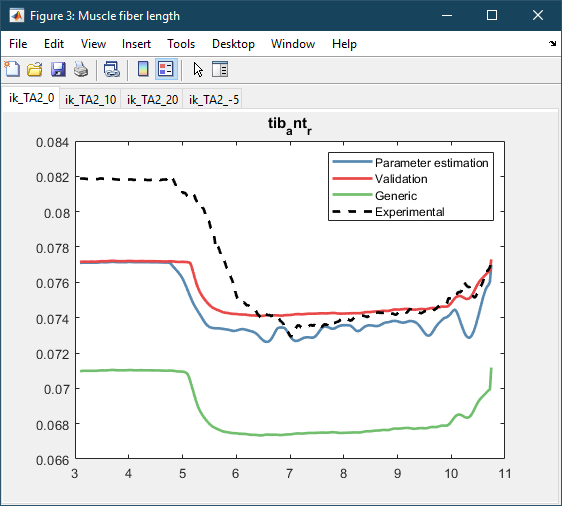 Figure 3: Muscle fiber length
File Edit View Insert Tools Desktop Window Help
ik_TA2_0 ik_TA2_10 ik_TA2_20 ik_TA2_-5
tib_ant_r
0.084
0.082
0.08
0.078
0.076
0.074
0.072
0.07
0.068
0.066
Parameter estimation
Validation
Generic
Experimental
3 4 5 6 7 8 9 10 11